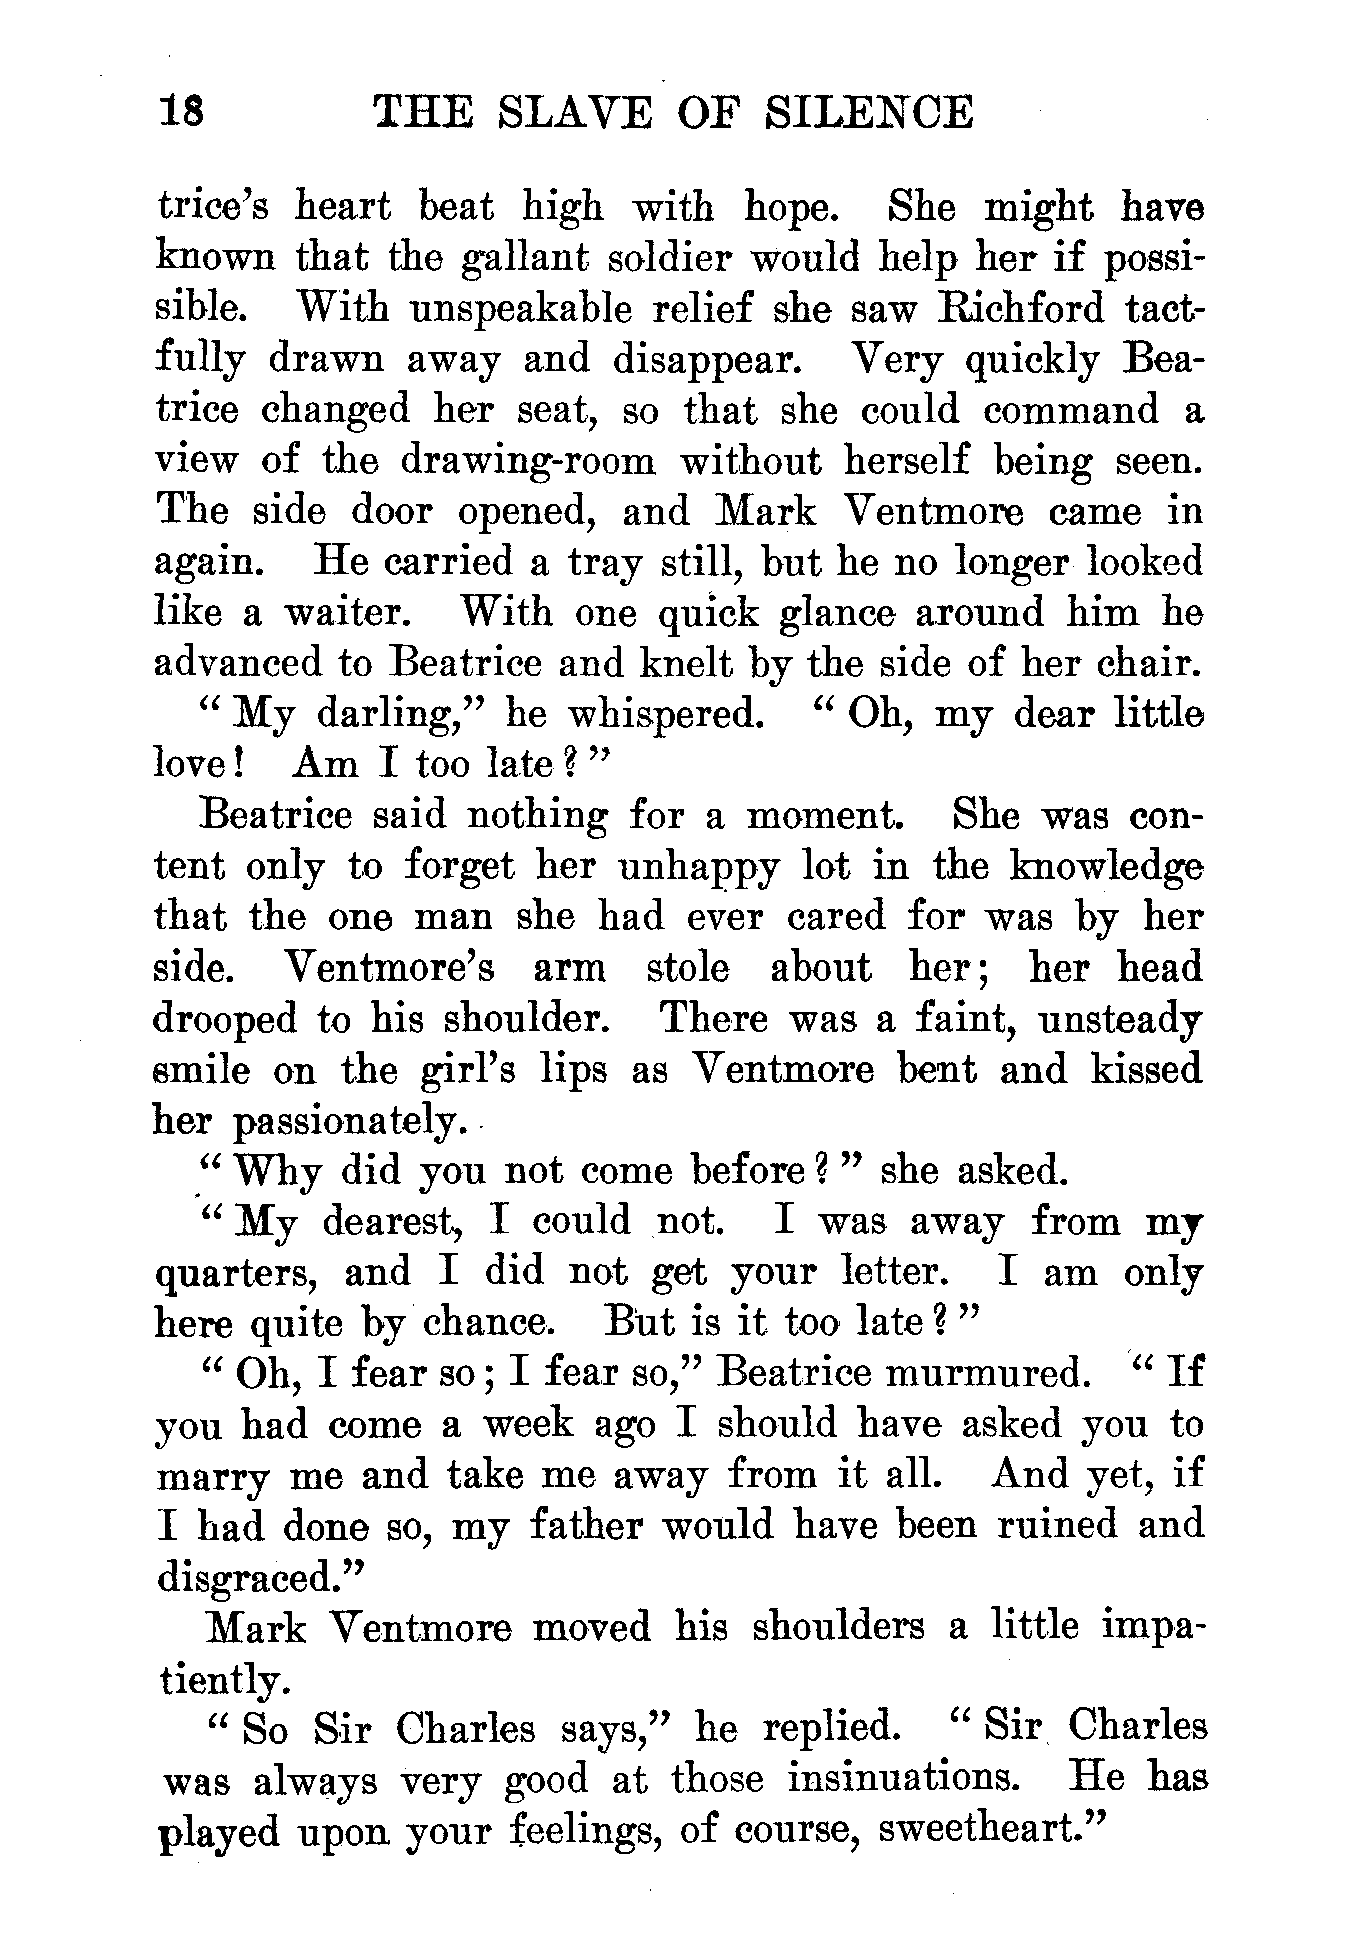 18 THE SLAVE OF SILENCE
trice's heart beat high with hope. She might have
known that the gallant soldier would help her if possi-
sible. With unspeakable relief she saw Richford tact-
fully drawn away and disappear. Very quickly Bea-
trice changed her seat, so that she could command a
view of the drawing-room without herself being seen.
The side door opened, and Mark Ventmore came in
again. He carried a tray still, but he no longer looked
like a waiter. With one quick glance around him he
advanced to Beatrice and knelt by the side of her chair.
“ My darling,” he whispered. “ Oh, my dear little
love! Am I too late ? ”
Beatrice said nothing for a moment. She was con-
tent only to forget her unhappy lot in the knowledge
that the one man she had ever cared for was by her
side. Ventmore's arm stole about her; her head
drooped to his shoulder. There was a faint, unsteady
smile on the girl's lips as Ventmore bent and kissed
her passionately.
“ Why did you not come before ? ” she asked.
“ My dearest, I could not. I was away from my
quarters, and I did not get your letter. I am only
here quite by chance. But is it too late ? ”
“ Oh, I fear so ; I fear so,” Beatrice murmured. “ If
you had come a week ago I should have asked you to
marry me and take me away from it all. And yet, if
I had done so, my father would have been ruined and
disgraced.”
Mark Ventmore moved his shoulders a little impa-
tiently.
“ So Sir Charles says,” he replied. “ Sir Charles
was always very good at those insinuations. He has
played upon your feelings, of course, sweetheart.”